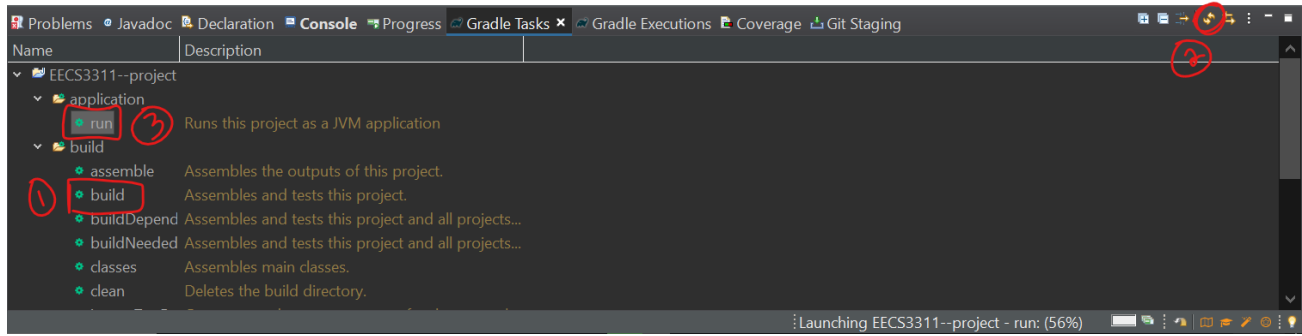 Problems Javadoc Declaration Console Progress Gradle Tasks Gradle Executions Coverage Git Staging
2
Name Description
EECS3311--project
application
run 3 Runs this project as a JVM application
build
assemble Assembles the outputs of this project.
1 build Assembles and tests this project.
buildDepend Assembles and tests this project and all projects...
buildNeeded Assembles and tests this project and all projects...
classes Assembles main classes.
clean Deletes the build directory.
Launching EECS3311--project - run: (56%)